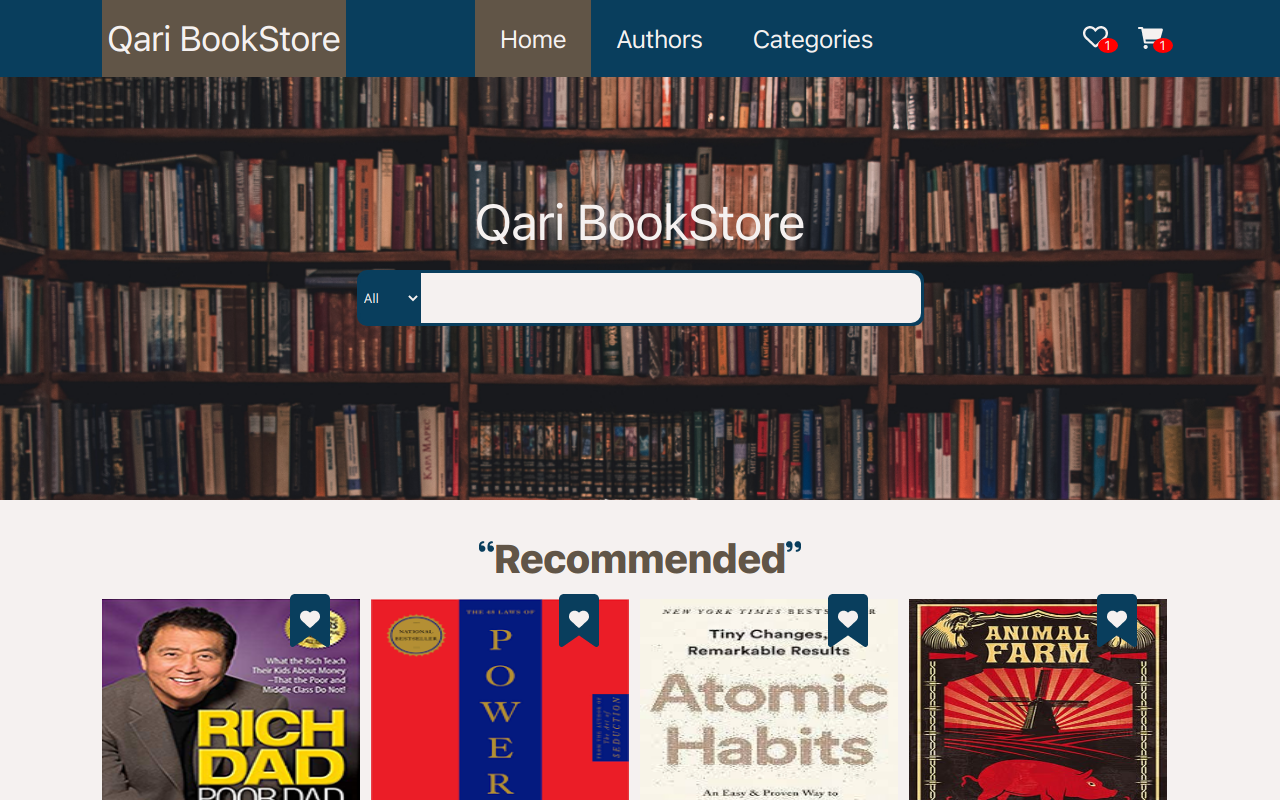 Qari BookStore
Home
Authors
Categories
1
1
Qari BookStore
All
“Recommended”
What the Rich Teach
Their Kids About Money
–That the Poor and
Middle Class Do Not!
RICH
DAD
POOR DAD
NATIONAL
BESTSELLER
THE 48 LAWS OF
POWER
FROM THE AUTHOR OF
The Art of
SEDUCTION
NEW YORK TIMES
Tiny Changes,
Remarkable Results
Atomic
Habits
An Easy & Proven Way to
ANIMAL
FARM